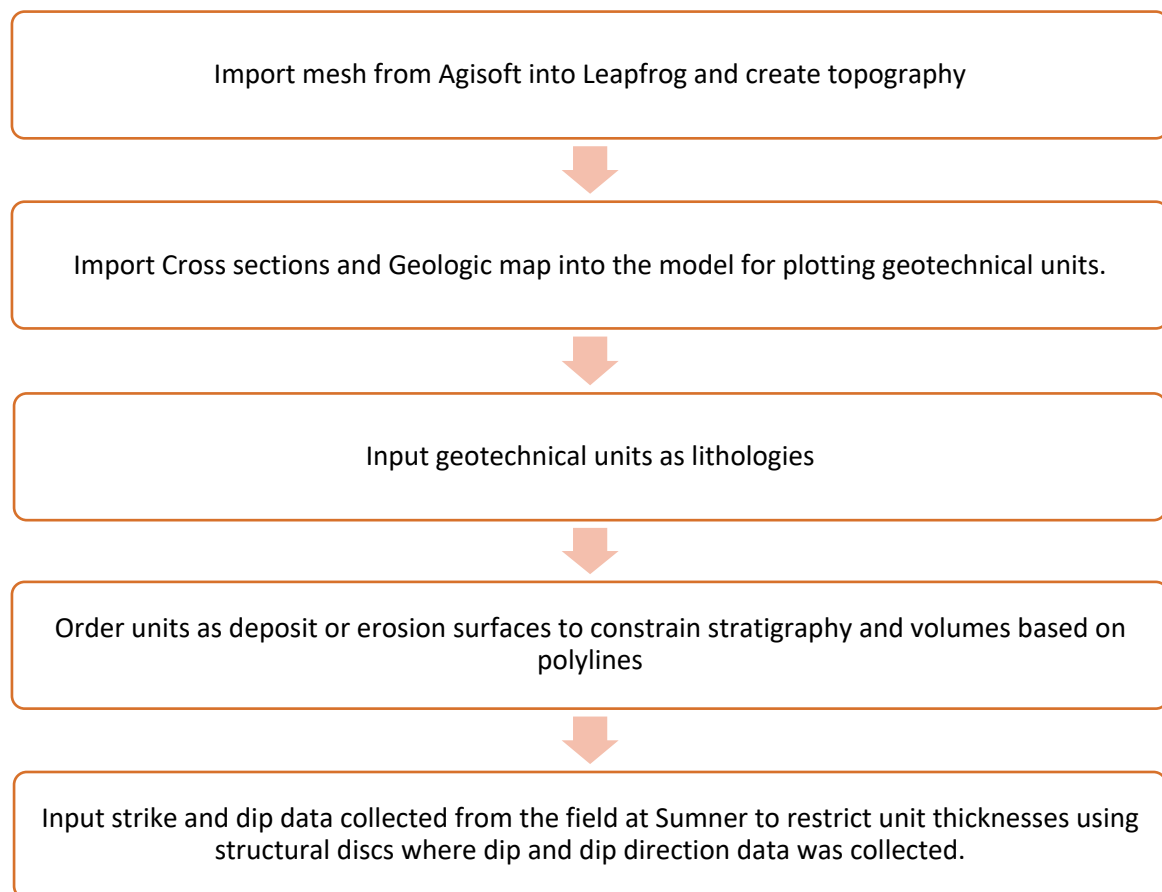 Import mesh from Agisoft into Leapfrog and create topography
Import Cross sections and Geologic map into the model for plotting geotechnical units.
Input geotechnical units as lithologies
Order units as deposit or erosion surfaces to constrain stratigraphy and volumes based on
polylines
Input strike and dip data collected from the field at Sumner to restrict unit thicknesses using
structural discs where dip and dip direction data was collected.